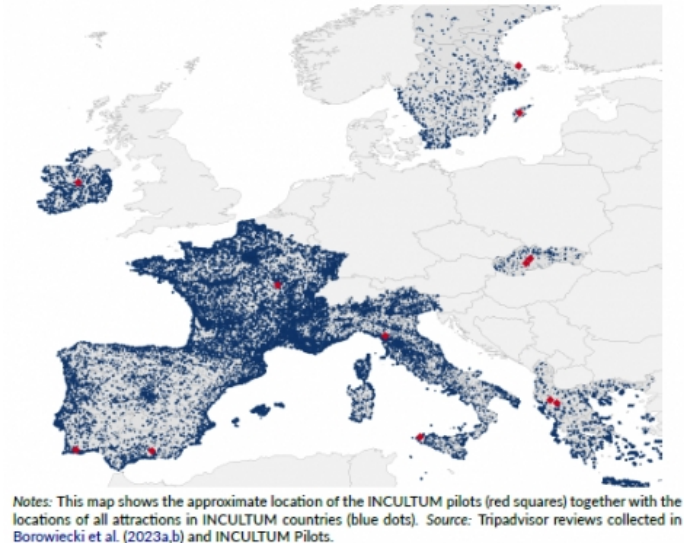 Notes: This map shows the approximate location of the INCULTUM pilots (red squares) together with the
locations of all attractions in INCULTUM countries (blue dots). Source: Tripadvisor reviews collected in
Borowiecki et al. (2023a,b) and INCULTUM Pilots.